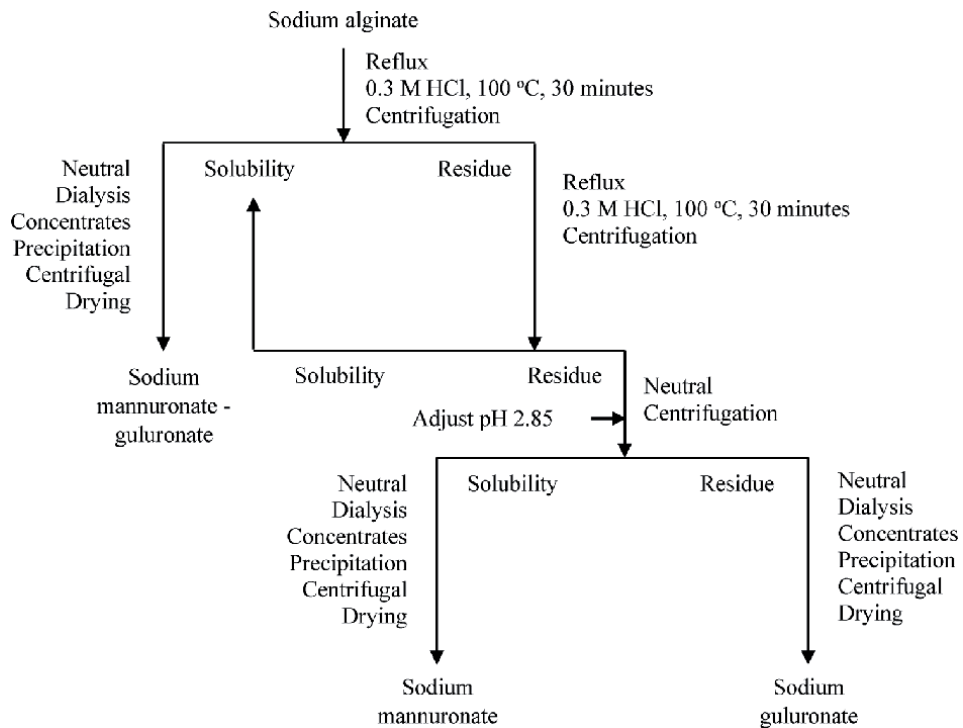 Sodium alginate
Reflux
0.3 M HCl, 100 °C, 30 minutes
Centrifugation
Neutral
Dialysis
Concentrates
Precipitation
Centrifugal
Drying
Solubility
Residue
Reflux
0.3 M HCl, 100 °C, 30 minutes
Centrifugation
Sodium
mannuronate -
guluronate
Solubility
Residue
Neutral
Centrifugation
Adjust pH 2.85
Neutral
Dialysis
Concentrates
Precipitation
Centrifugal
Drying
Solubility
Residue
Neutral
Dialysis
Concentrates
Precipitation
Centrifugal
Drying
Sodium
mannuronate
Sodium
guluronate